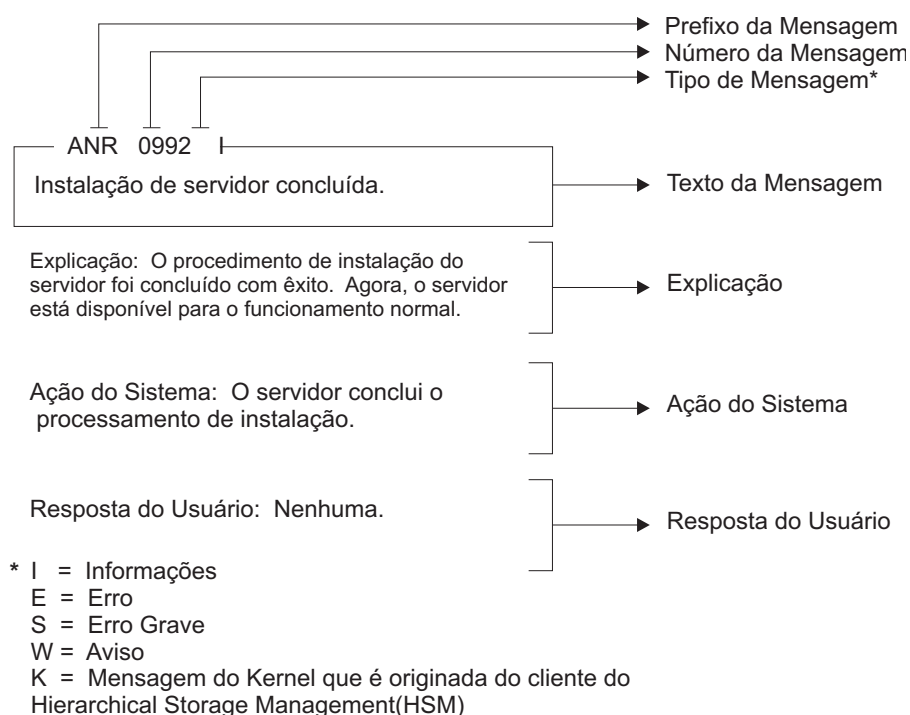 Prefixo da Mensagem
Número da Mensagem
Tipo de Mensagem*
ANR 0992 I
Instalação de servidor concluída.
Texto da Mensagem
Explicação: O procedimento de instalação do
servidor foi concluído com êxito. Agora, o servidor
está disponível para o funcionamento normal.
Explicação
Ação do Sistema: O servidor conclui o
processamento de instalação.
Ação do Sistema
Resposta do Usuário: Nenhuma.
Resposta do Usuário
* I = Informações
E = Erro
S = Erro Grave
W = Aviso
K = Mensagem do Kernel que é originada do cliente do
Hierarchical Storage Management(HSM)